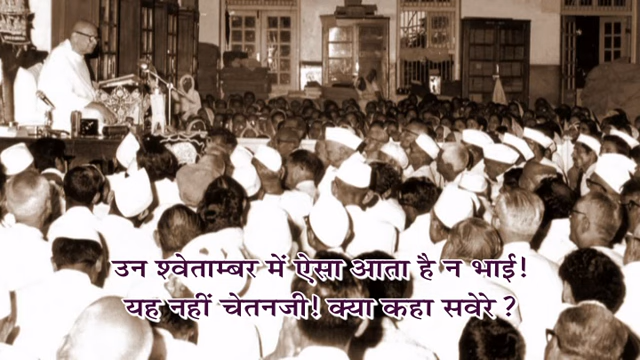 उन श्वेताम्बर में ऐसा आता है न भाई!
यह नहीं चेतनजी! क्या कहा सवेरे ?